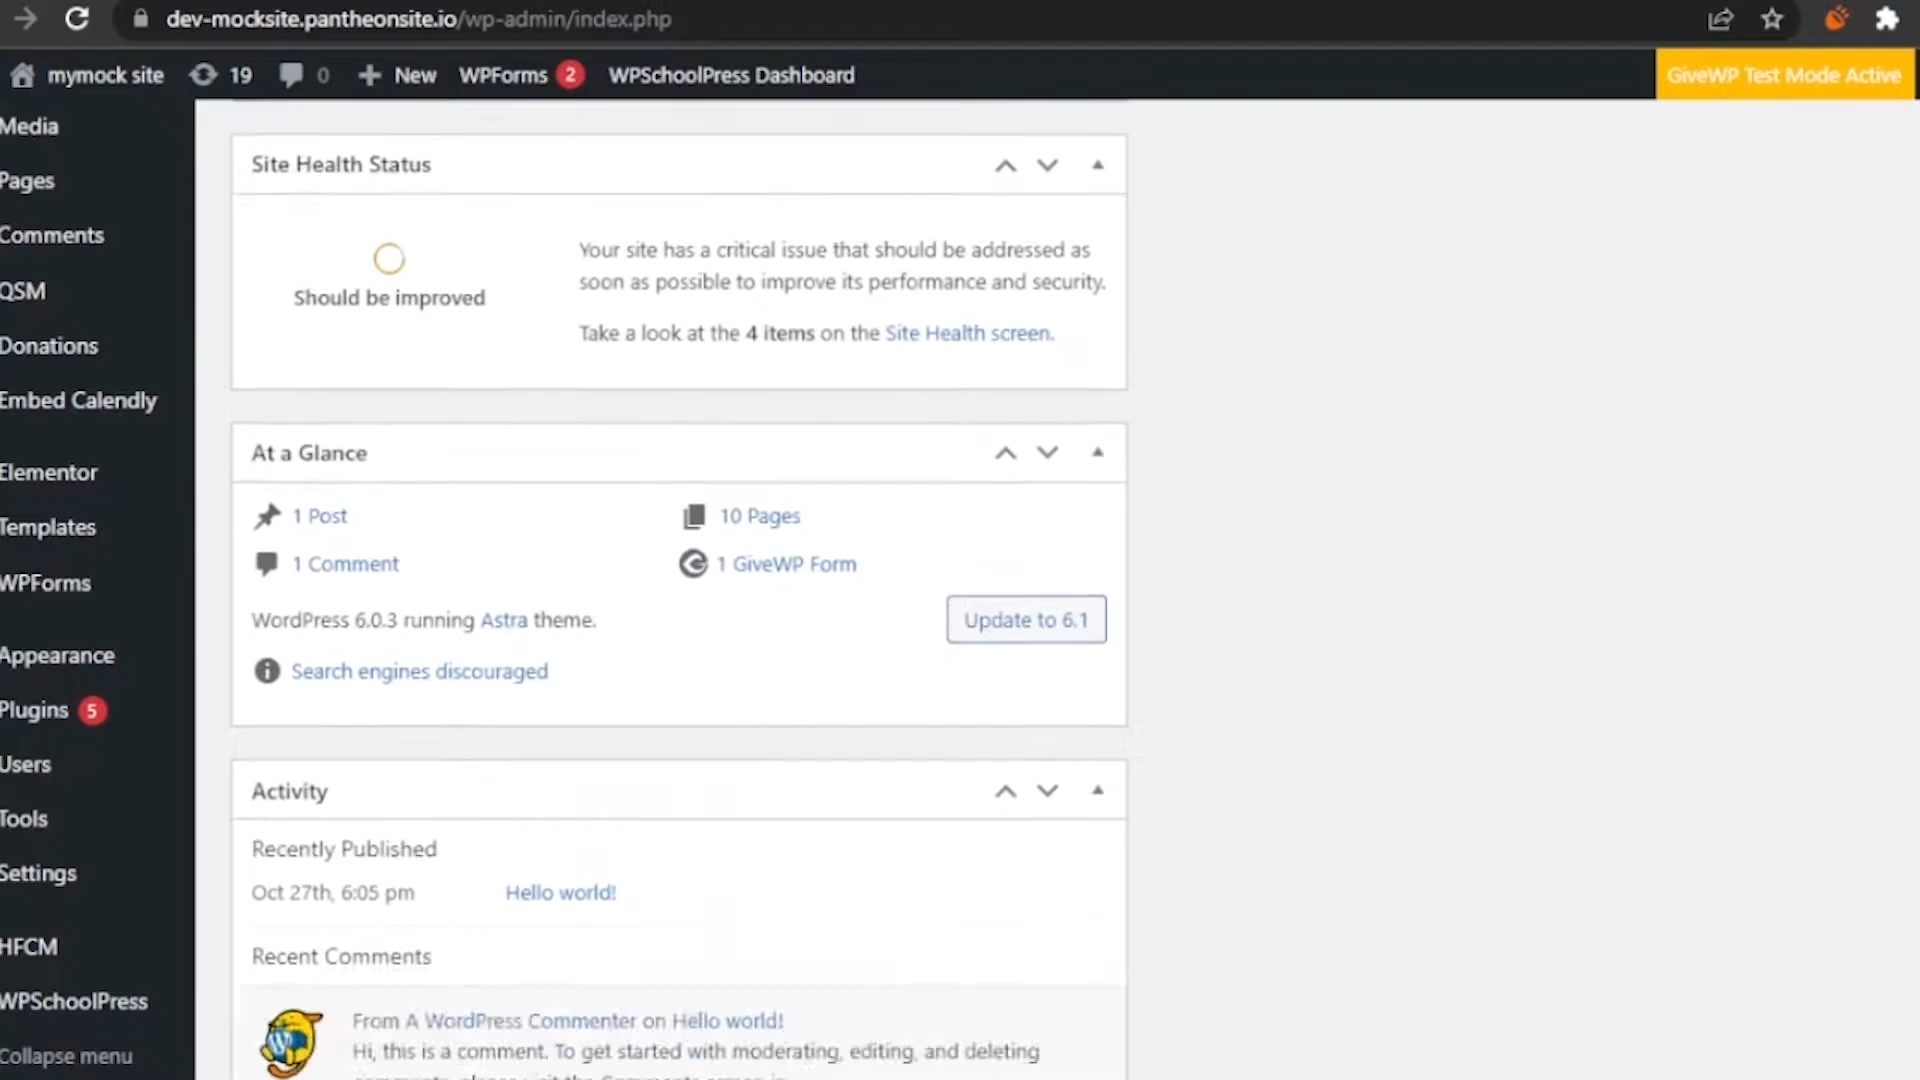 dev-mocksite.pantheonsite.io/wp-admin/index.php
mymock site 19 0 New WPForms 2 WPSchoolPress Dashboard GiveWP Test Mode Active
Media
Pages
Comments
QSM
Donations
Embed Calendly
Elementor
Templates
WPForms
Appearance
Plugins 5
Users
Tools
Settings
HFCM
WPSchoolPress
Collapse menu
Site Health Status
Should be improved
Your site has a critical issue that should be addressed as
soon as possible to improve its performance and security.
Take a look at the 4 items on the Site Health screen.
At a Glance
1 Post
10 Pages
1 Comment
1 GiveWP Form
WordPress 6.0.3 running Astra theme.
Update to 6.1
Search engines discouraged
Activity
Recently Published
Oct 27th, 6:05 pm Hello world!
Recent Comments
From A WordPress Commenter on Hello world!
Hi, this is a comment. To get started with moderating, editing, and deleting